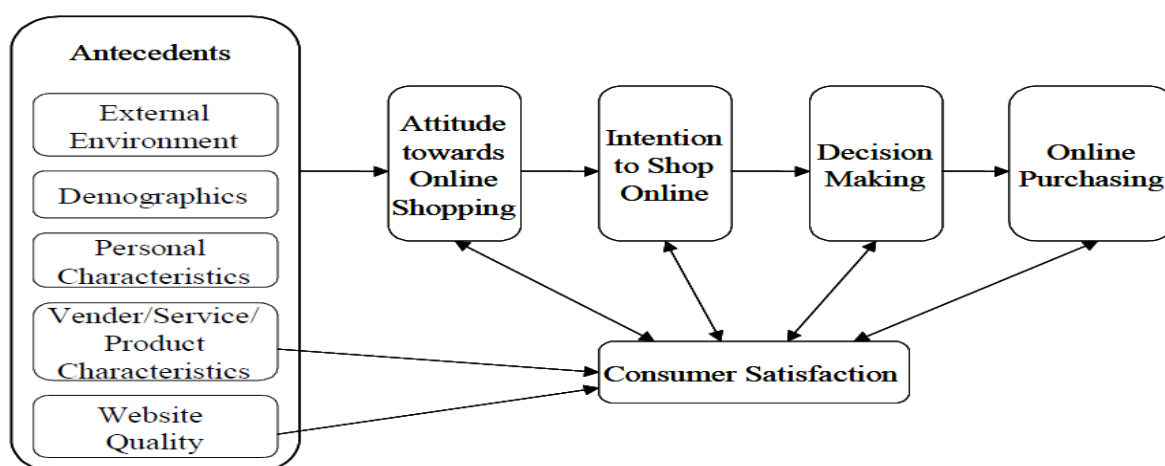 Antecedents
External
Environment
Demographics
Personal
Characteristics
Vender/Service/
Product
Characteristics
Website
Quality
Attitude
towards
Online
Shopping
Intention
to Shop
Online
Decision
Making
Online
Purchasing
Consumer Satisfaction